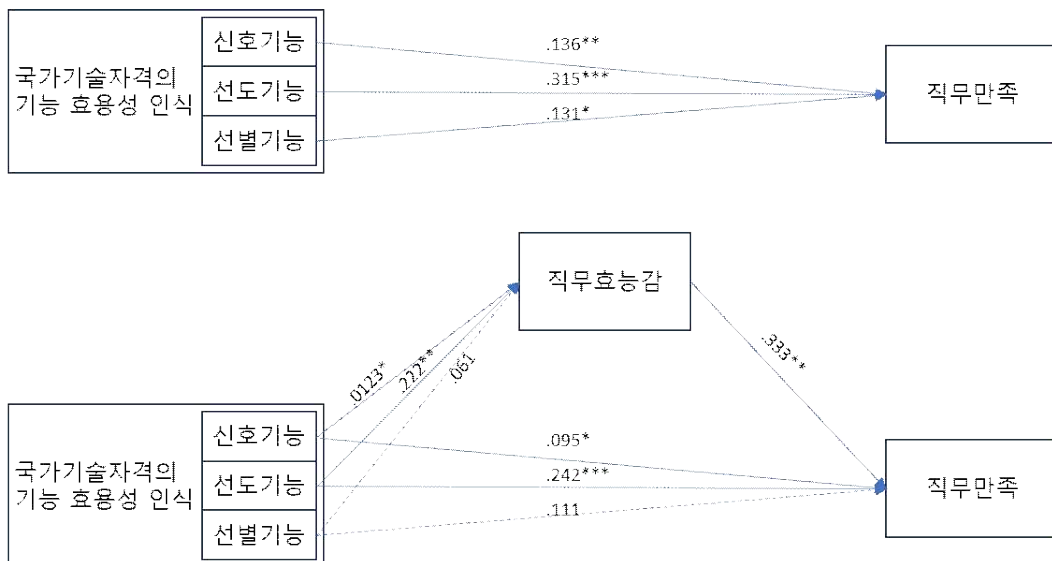 신호기능
.136**
국가기술자격의
기능 효용성 인식
선도기능
.315***
직무만족
선별기능
.131*
직무효능감
.0123*
.222**
.061
.333**
신호기능
.095*
국가기술자격의
기능 효용성 인식
선도기능
.242***
직무만족
선별기능
.111